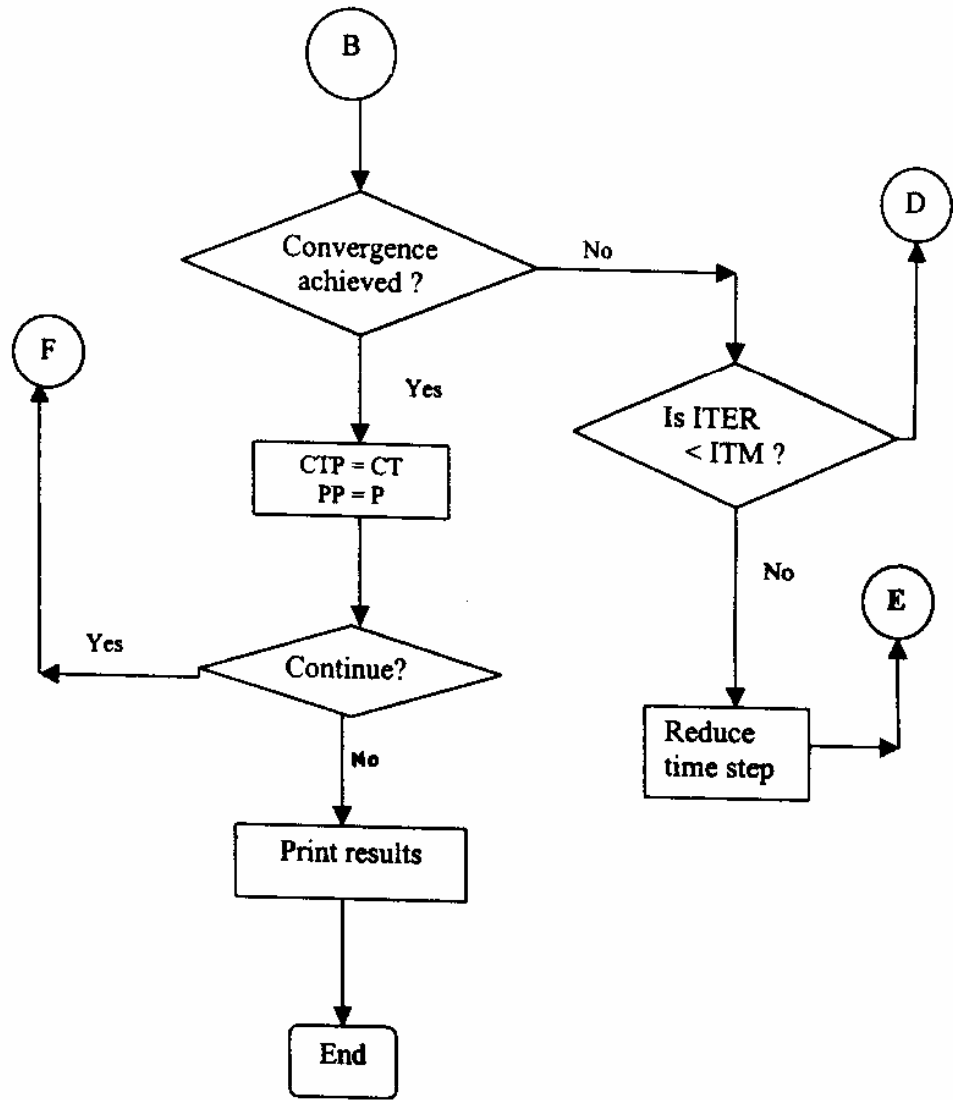 B
D
Convergence
achieved ?
No
F
Yes
Is ITER
< ITM ?
CTP = CT
PP = P
No
E
Yes
Continue?
Reduce
time step
No
Print results
End